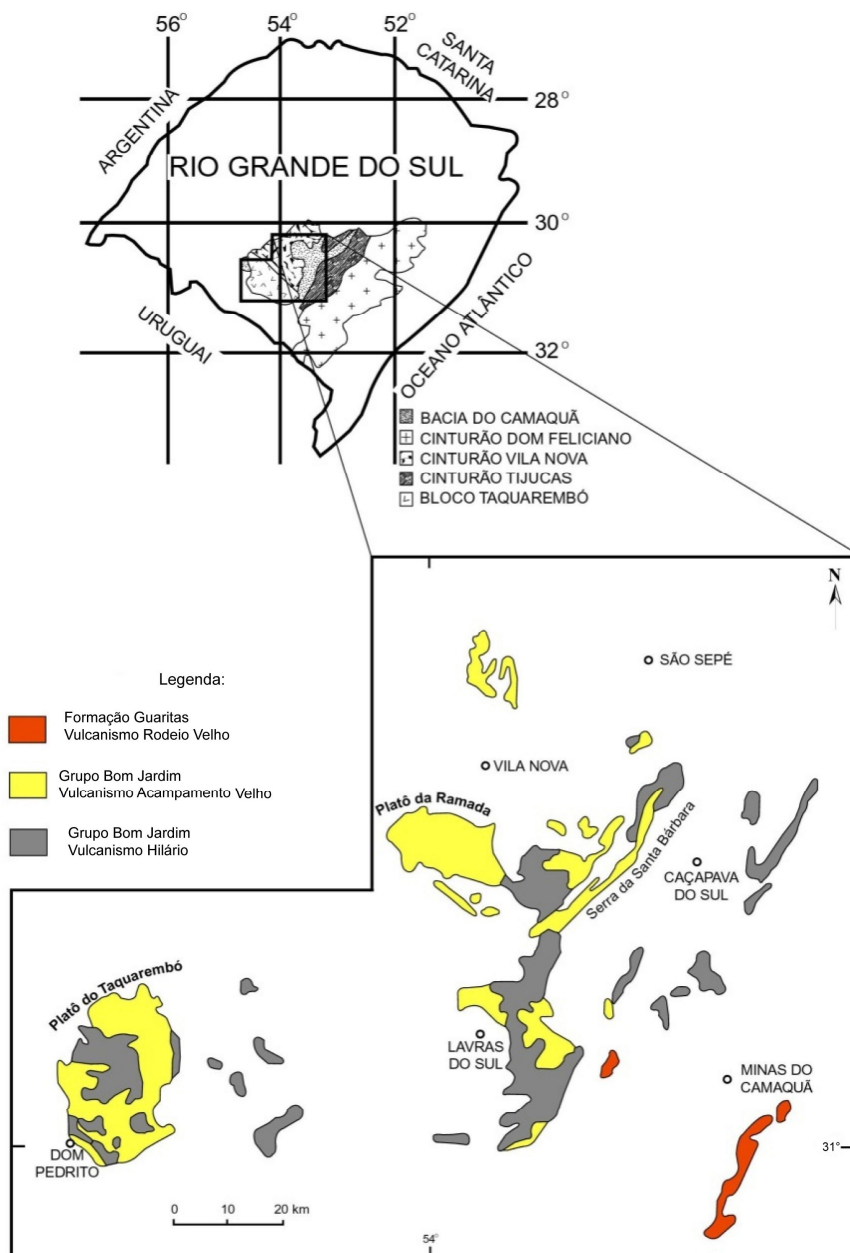 56°
54°
52°
SANTA
CATARINA
28°
ARGENTINA
RIO GRANDE DO SUL
30°
OCEANO ATLÂNTICO
URUGUAI
32°
BACIA DO CAMAQUÃ
CINTURÃO DOM FELICIANO
CINTURÃO VILA NOVA
CINTURÃO TIJUCAS
BLOCO TAQUAREMBÓ
N
SÃO SEPÉ
Legenda:
Formação Guaritas
Vulcanismo Rodeio Velho
Grupo Bom Jardim
Vulcanismo Acampamento Velho
Grupo Bom Jardim
Vulcanismo Hilário
VILA NOVA
Platô da Ramada
Serra da Santa Bárbara
CAÇAPAVA
DO SUL
Platô do Taquarembó
LAVRAS
DO SUL
MINAS DO
CAMAQUÃ
DOM
PEDRITO
31°
0 10 20 km
54°